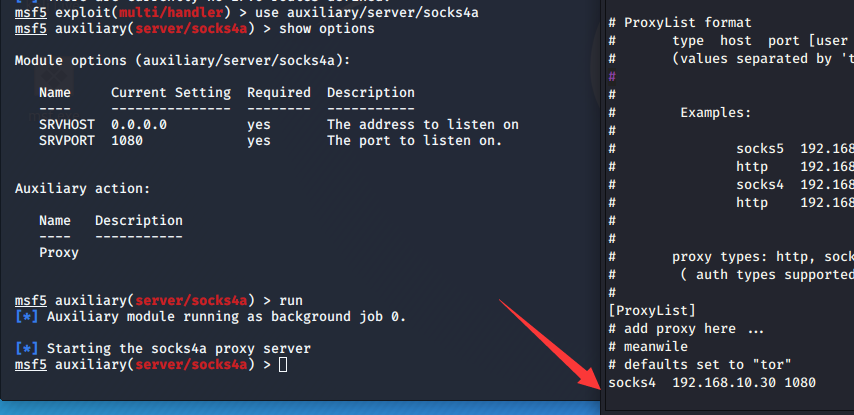 msf5 exploit(multi/handler) > use auxiliary/server/socks4a
msf5 auxiliary(server/socks4a) > show options
Module options (auxiliary/server/socks4a):
Name Current Setting Required Description
---- --------------- -------- -----------
SRVHOST 0.0.0.0 yes The address to listen on
SRVPORT 1080 yes The port to listen on.
Auxiliary action:
Name Description
---- -----------
Proxy
msf5 auxiliary(server/socks4a) > run
[*] Auxiliary module running as background job 0.
[*] Starting the socks4a proxy server
msf5 auxiliary(server/socks4a) >
# ProxyList format
# type host port [user
# (values separated by 't
#
#
# Examples:
#
# socks5 192.168
# http 192.168
# socks4 192.168
# http 192.168
#
#
# proxy types: http, sock
# ( auth types supported
#
[ProxyList]
# add proxy here ...
# meanwile
# defaults set to "tor"
socks4 192.168.10.30 1080